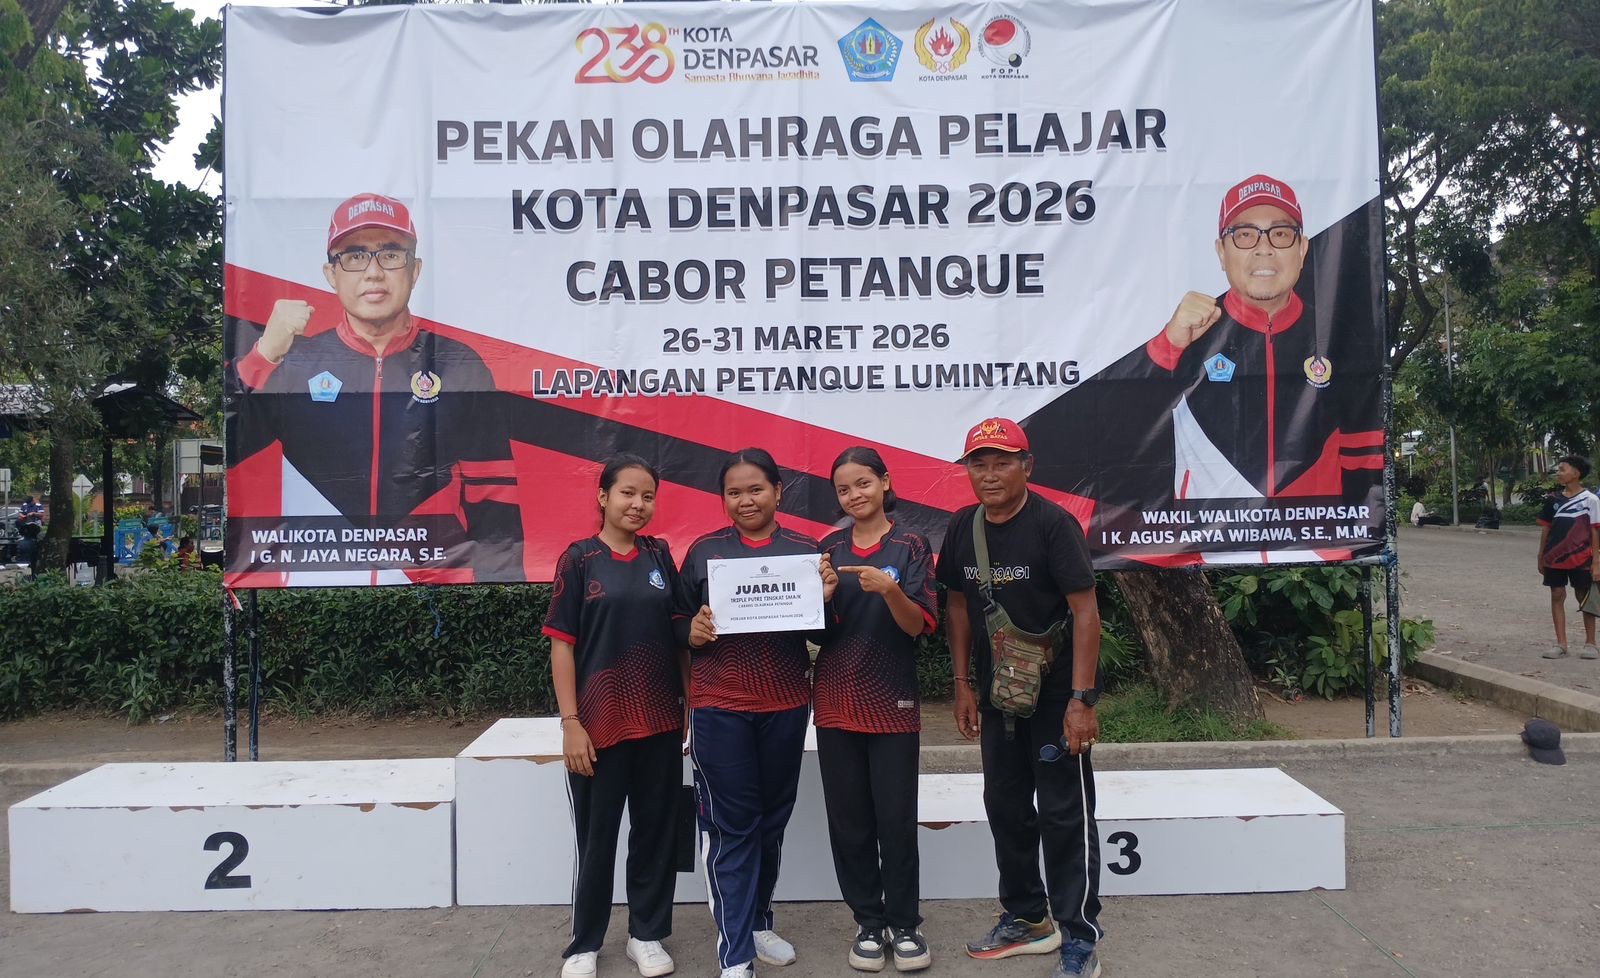 238TH KOTA
DENPASAR
Samasta Bhuwana Jagadhita
KOTA DENPASAR
FOPI
KOTA DENPASAR
PEKAN OLAHRAGA PELAJAR
KOTA DENPASAR 2026
CABOR PETANQUE
26-31 MARET 2026
LAPANGAN PETANQUE LUMINTANG
DENPASAR
DENPASAR
WALIKOTA DENPASAR
I G. N. JAYA NEGARA, S.E.
WAKIL WALIKOTA DENPASAR
I K. AGUS ARYA WIBAWA, S.E., M.M.
JUARA III
TRIPLE PUTRI TINGKAT SMA/K
CABANG OLAHRAGA PETANQUE
PORJAR KOTA DENPASAR TAHUN 2026
2
3